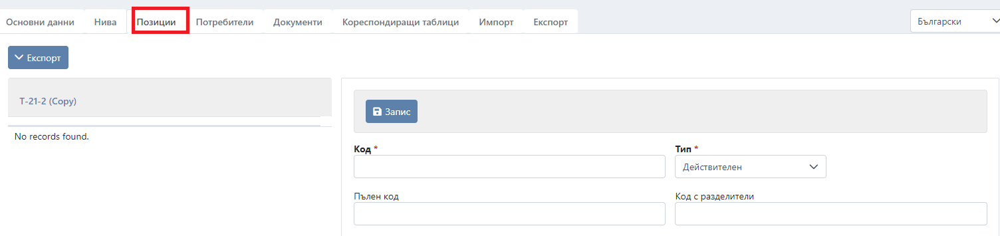 Основни данни Нива Позиции Потребители Документи Кореспондиращи таблици Импорт Експорт Български
Експорт
T-21-2 (Copy)
No records found.
Запис
Код * Тип *
Действителен
Пълен код Код с разделители